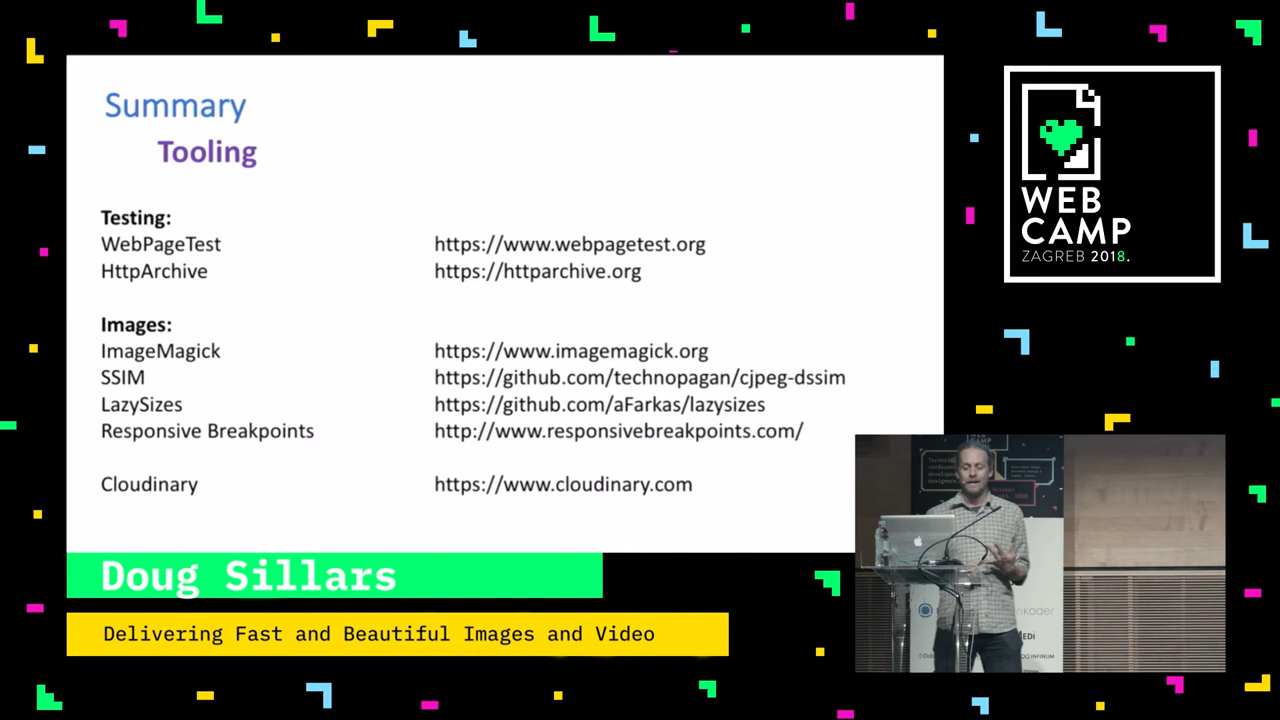 Summary
Tooling
Testing:
WebPageTest https://www.webpagetest.org
HttpArchive https://httparchive.org
Images:
ImageMagick https://www.imagemagick.org
SSIM https://github.com/technopagan/cjpeg-dssim
LazySizes https://github.com/aFarkas/lazysizes
Responsive Breakpoints http://www.responsivebreakpoints.com/
Cloudinary https://www.cloudinary.com
Doug Sillars
Delivering Fast and Beautiful Images and Video
WEB
CAMP
ZAGREB 2018.
INFINUM